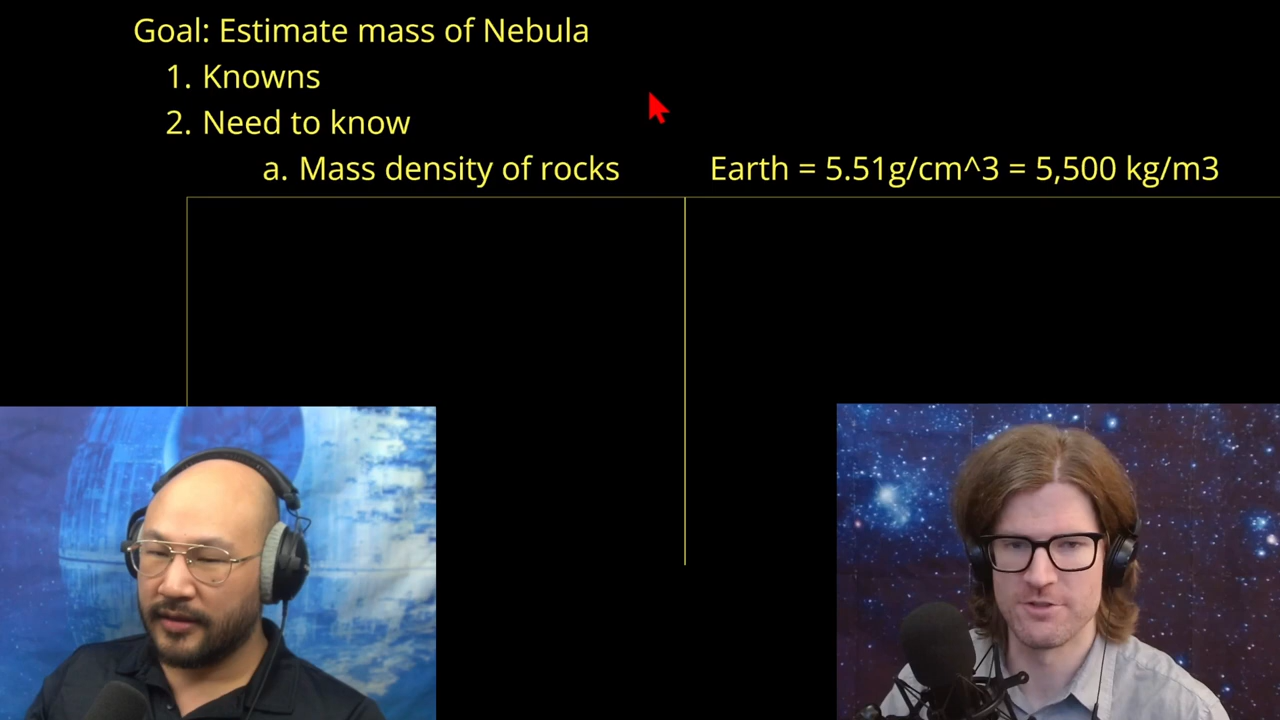 Goal: Estimate mass of Nebula
1. Knowns
2. Need to know
a. Mass density of rocks Earth = 5.51g/cm^3 = 5,500 kg/m3